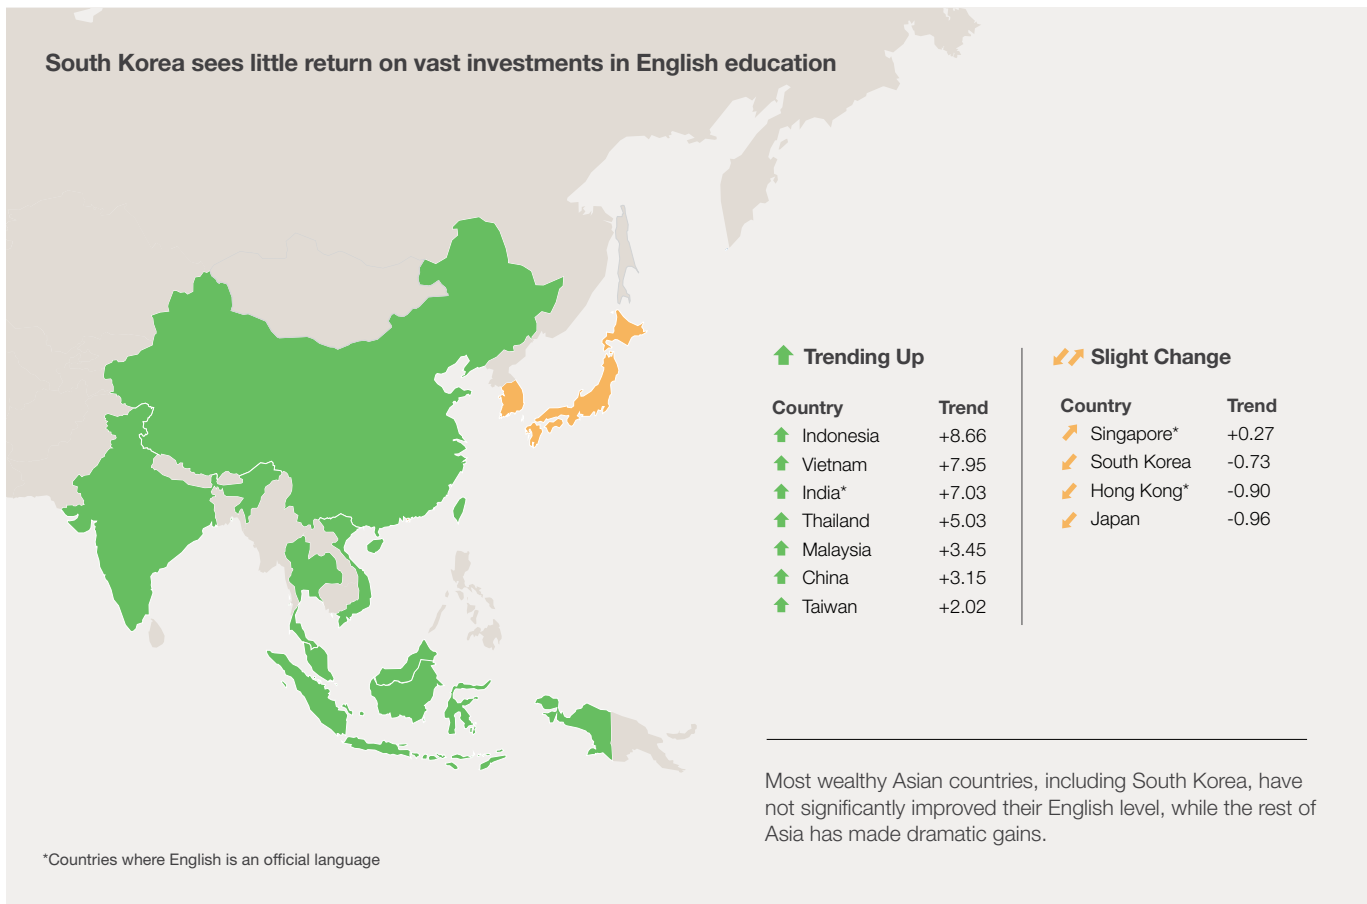 South Korea sees little return on vast investments in English education
Trending Up
Country Trend
Indonesia +8.66
Vietnam +7.95
India* +7.03
Thailand +5.03
Malaysia +3.45
China +3.15
Taiwan +2.02
Slight Change
Country Trend
Singapore* +0.27
South Korea -0.73
Hong Kong* -0.90
Japan -0.96
Most wealthy Asian countries, including South Korea, have
not significantly improved their English level, while the rest of
Asia has made dramatic gains.
*Countries where English is an official language